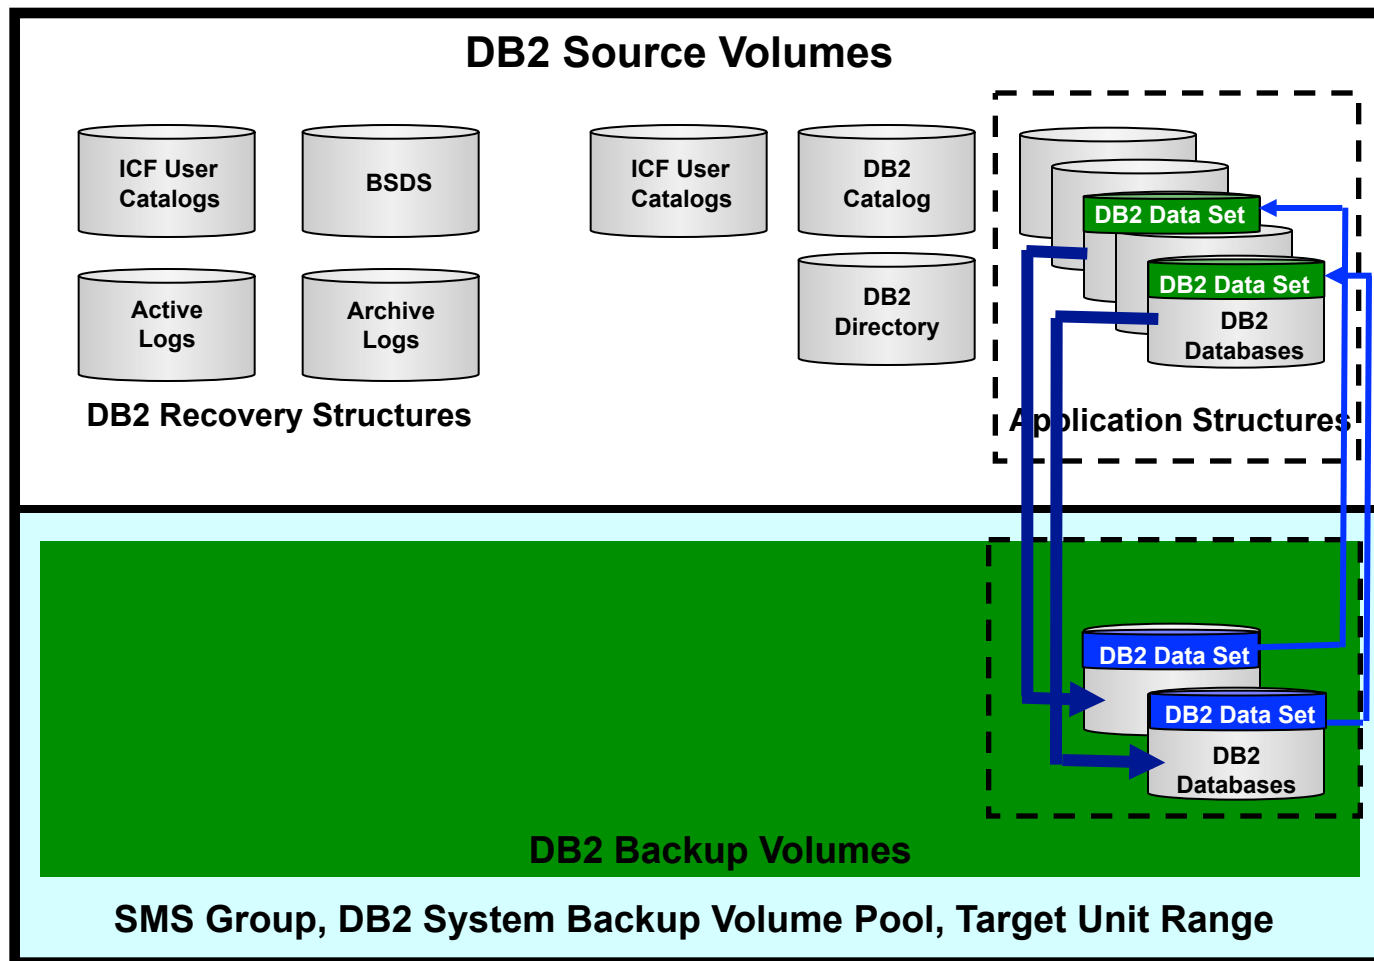 DB2 Source Volumes
ICF User
Catalogs
BSDS
ICF User
Catalogs
DB2
Catalog
DB2 Data Set
Active
Logs
Archive
Logs
DB2
Directory
DB2 Data Set
DB2
Databases
DB2 Recovery Structures
Application Structures
DB2 Data Set
DB2 Data Set
DB2
Databases
DB2 Backup Volumes
SMS Group, DB2 System Backup Volume Pool, Target Unit Range